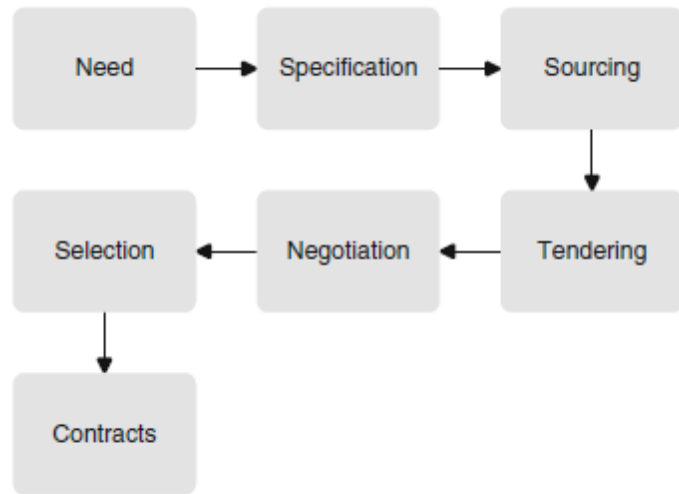 Need
Specification
Sourcing
Tendering
Negotiation
Selection
Contracts